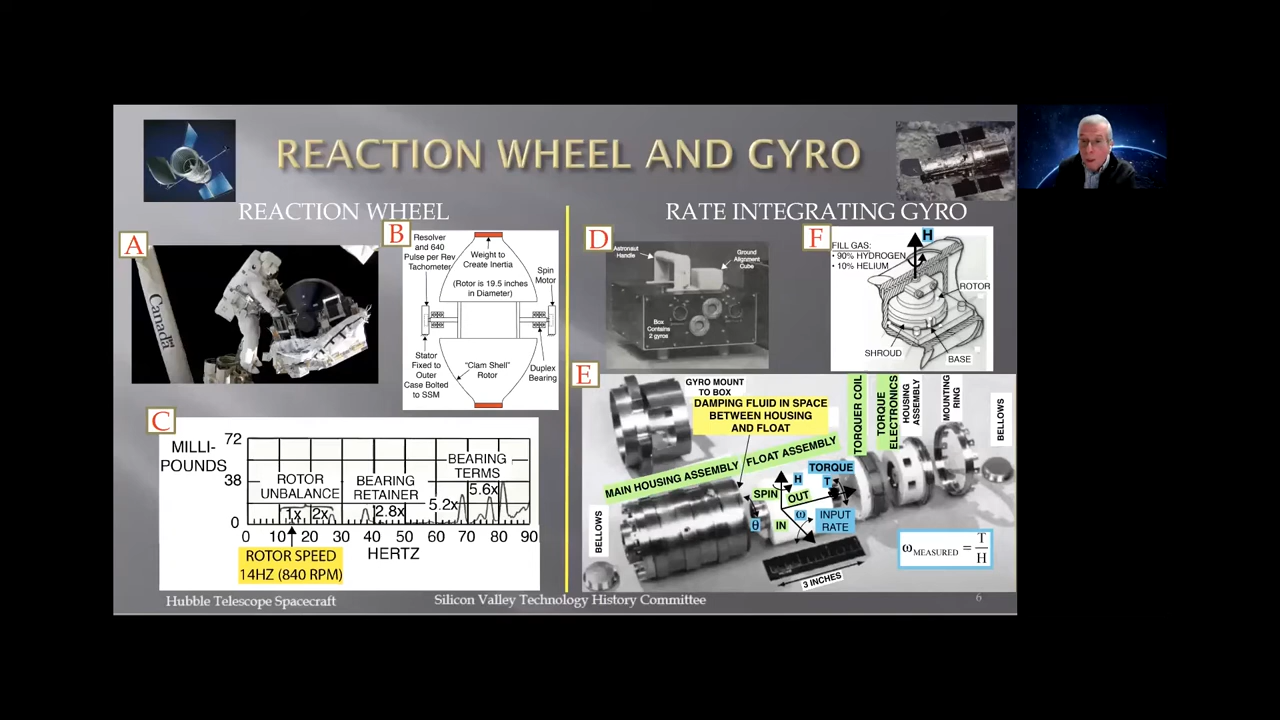 REACTION WHEEL AND GYRO
REACTION WHEEL
A
Canada
B
Resolver
and 640
Pulse per Rev
Tachometer
Weight to
Create Inertia
(Rotor is 19.5 inches
in Diameter)
Spin
Motor
Stator
Fixed to
Outer
Case Bolted
to SSM
"Clam Shell"
Rotor
Duplex
Bearing
C
MILLI-
POUNDS
72
38
0
ROTOR
UNBALANCE
1x 2x
BEARING
RETAINER
2.8x
BEARING
TERMS
5.2x
5.6x
0 10 20 30 40 50 60 70 80 90
HERTZ
ROTOR SPEED
14HZ (840 RPM)
RATE INTEGRATING GYRO
D
Astronaut
Handle
Ground
Alignment
Cube
Box
Contains
2 gyros
F
H
FILL GAS:
• 90% HYDROGEN
• 10% HELIUM
ROTOR
SHROUD
BASE
E
GYRO MOUNT
TO BOX
DAMPING FLUID IN SPACE
BETWEEN HOUSING
AND FLOAT
MAIN HOUSING ASSEMBLY
FLOAT ASSEMBLY
TORQUER COIL
TORQUE
ELECTRONICS
HOUSING
ASSEMBLY
MOUNTING
RING
BELLOWS
BELLOWS
TORQUE
T
H
SPIN
OUT
θ
IN
ω
INPUT
RATE
3 INCHES
ωMEASURED = T
H
Hubble Telescope Spacecraft
Silicon Valley Technology History Committee
6